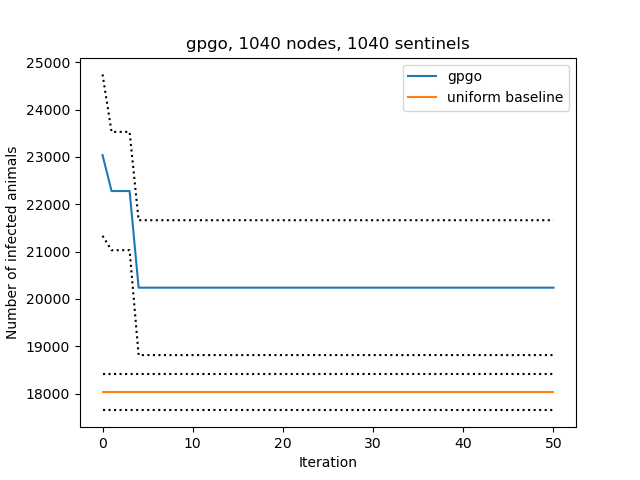 gpgo, 1040 nodes, 1040 sentinels
gpgo
uniform baseline
Number of infected animals
25000
24000
23000
22000
21000
20000
19000
18000
0 10 20 30 40 50
Iteration